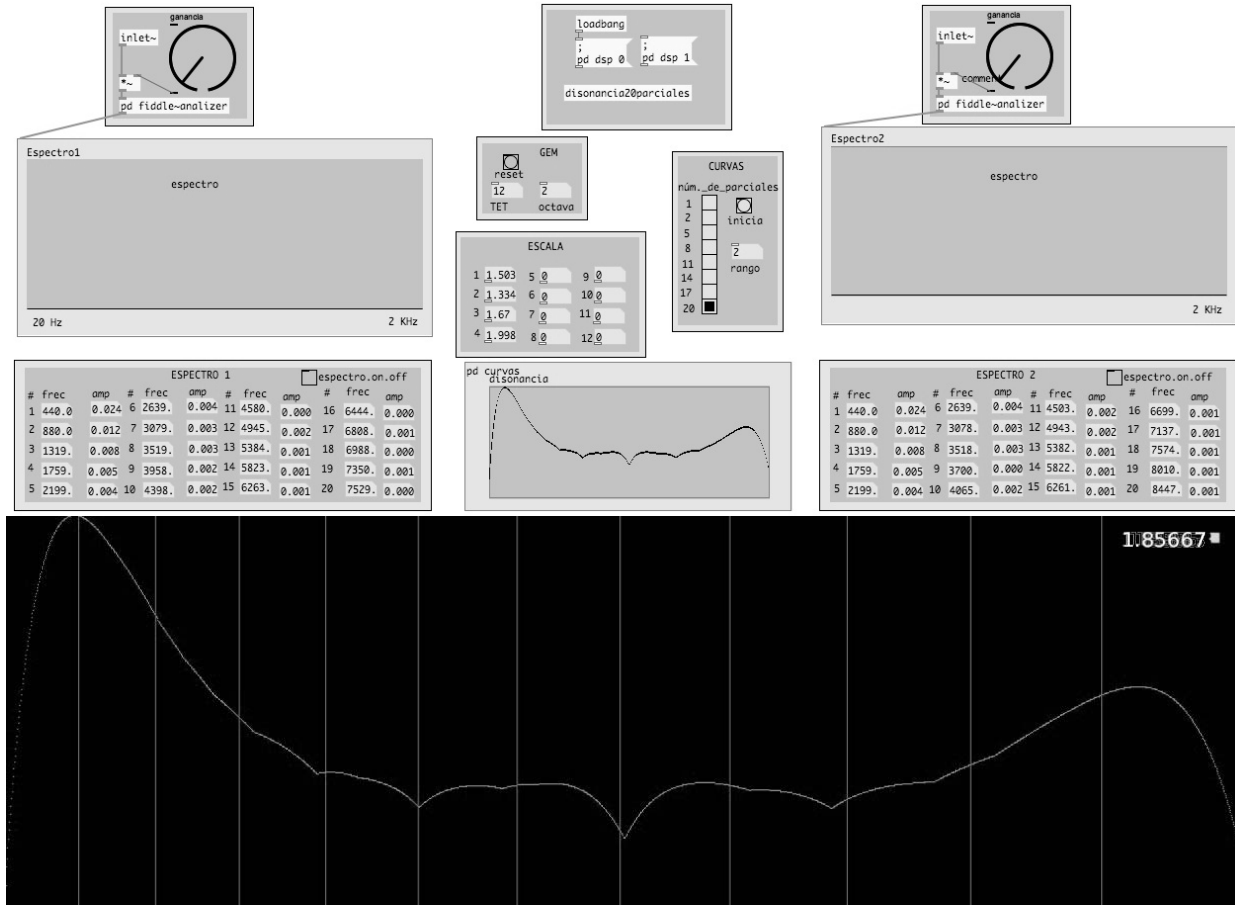 ganancia
inlet~
*~
pd fiddle~analizer
loadbang
;
pd dsp 0
;
pd dsp 1
disonancia20parciales
ganancia
inlet~
*~ comment
pd fiddle~analizer
Espectro1
espectro
20 Hz 2 KHz
GEM
reset
12 2
TET octava
CURVAS
núm._de_parciales
1
2
5
8
11
14
17
20
inicia
2
rango
Espectro2
espectro
2 KHz
ESCALA
1 1.503 5 0 9 0
2 1.334 6 0 10 0
3 1.67 7 0 11 0
4 1.998 8 0 12 0
ESPECTRO 1 espectro.on.off
# frec amp # frec amp # frec amp # frec amp
1 440.0 0.024 6 2639. 0.004 11 4580. 0.000 16 6444. 0.000
2 880.0 0.012 7 3079. 0.003 12 4945. 0.002 17 6808. 0.001
3 1319. 0.008 8 3519. 0.003 13 5384. 0.001 18 6988. 0.000
4 1759. 0.005 9 3958. 0.002 14 5823. 0.001 19 7350. 0.001
5 2199. 0.004 10 4398. 0.002 15 6263. 0.001 20 7529. 0.000
pd curvas
disonancia
ESPECTRO 2 espectro.on.off
# frec amp # frec amp # frec amp # frec amp
1 440.0 0.024 6 2639. 0.004 11 4503. 0.002 16 6699. 0.001
2 880.0 0.012 7 3078. 0.003 12 4943. 0.002 17 7137. 0.001
3 1319. 0.008 8 3518. 0.003 13 5382. 0.001 18 7574. 0.001
4 1759. 0.005 9 3700. 0.000 14 5822. 0.001 19 8010. 0.001
5 2199. 0.004 10 4065. 0.002 15 6261. 0.001 20 8447. 0.001
1.85667